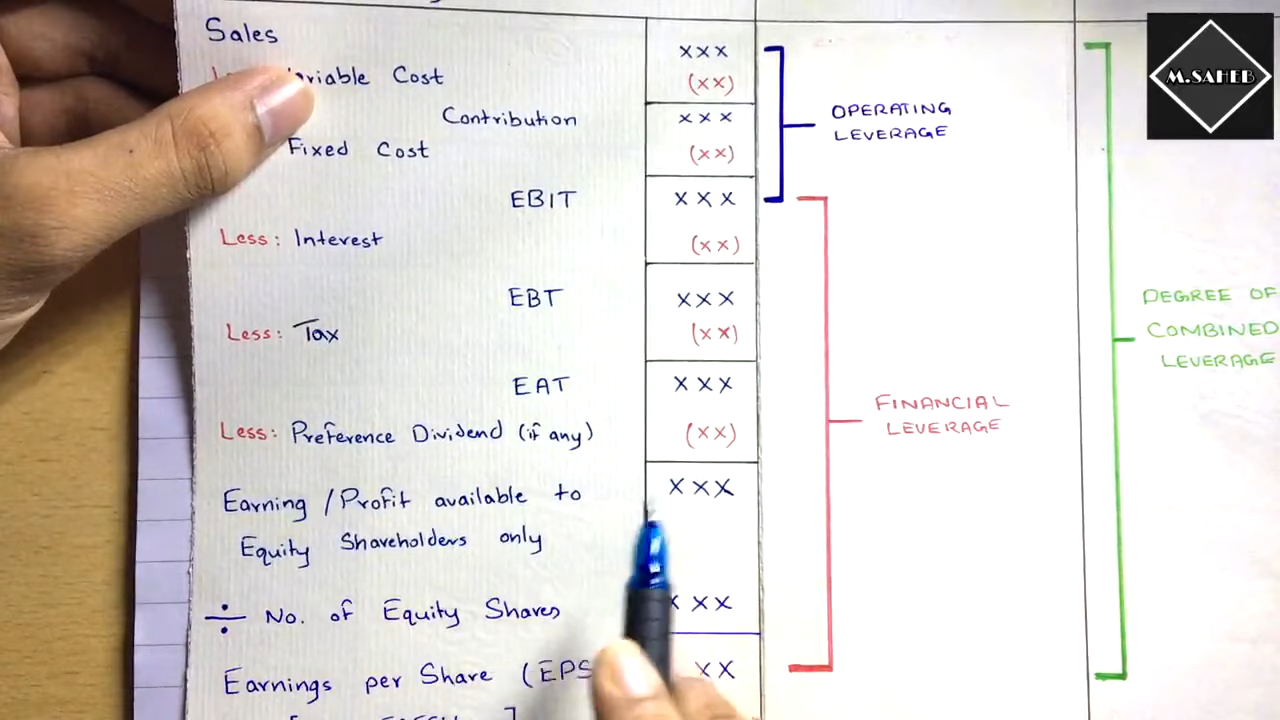 Sales
xxx
Variable Cost
(xx)
Contribution
xxx
Fixed Cost
(xx)
EBIT
xxx
Less: Interest
(xx)
EBT
xxx
Less: Tax
(xx)
EAT
xxx
Less: Preference Dividend (if any)
(xx)
Earning / Profit available to
xxx
Equity Shareholders only
÷ No. of Equity Shares
xxx
Earnings per Share (EPS
xx
OPERATING
LEVERAGE
FINANCIAL
LEVERAGE
DEGREE OF
COMBINED
LEVERAGE
M.SAHEB